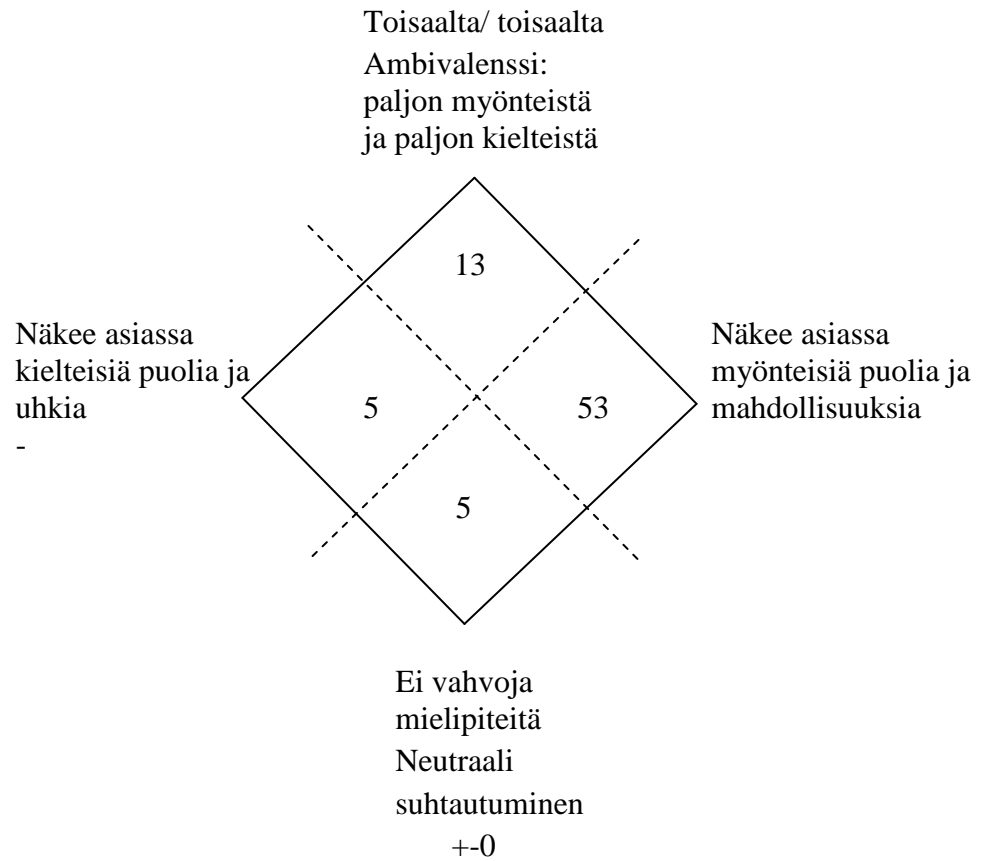 Toisaalta/ toisaalta
Ambivalenssi:
paljon myönteistä
ja paljon kielteistä
13
Näkee asiassa
kielteisiä puolia ja
uhkia
-
5
53
Näkee asiassa
myönteisiä puolia ja
mahdollisuuksia
5
Ei vahvoja
mielipiteitä
Neutraali
suhtautuminen
+-0